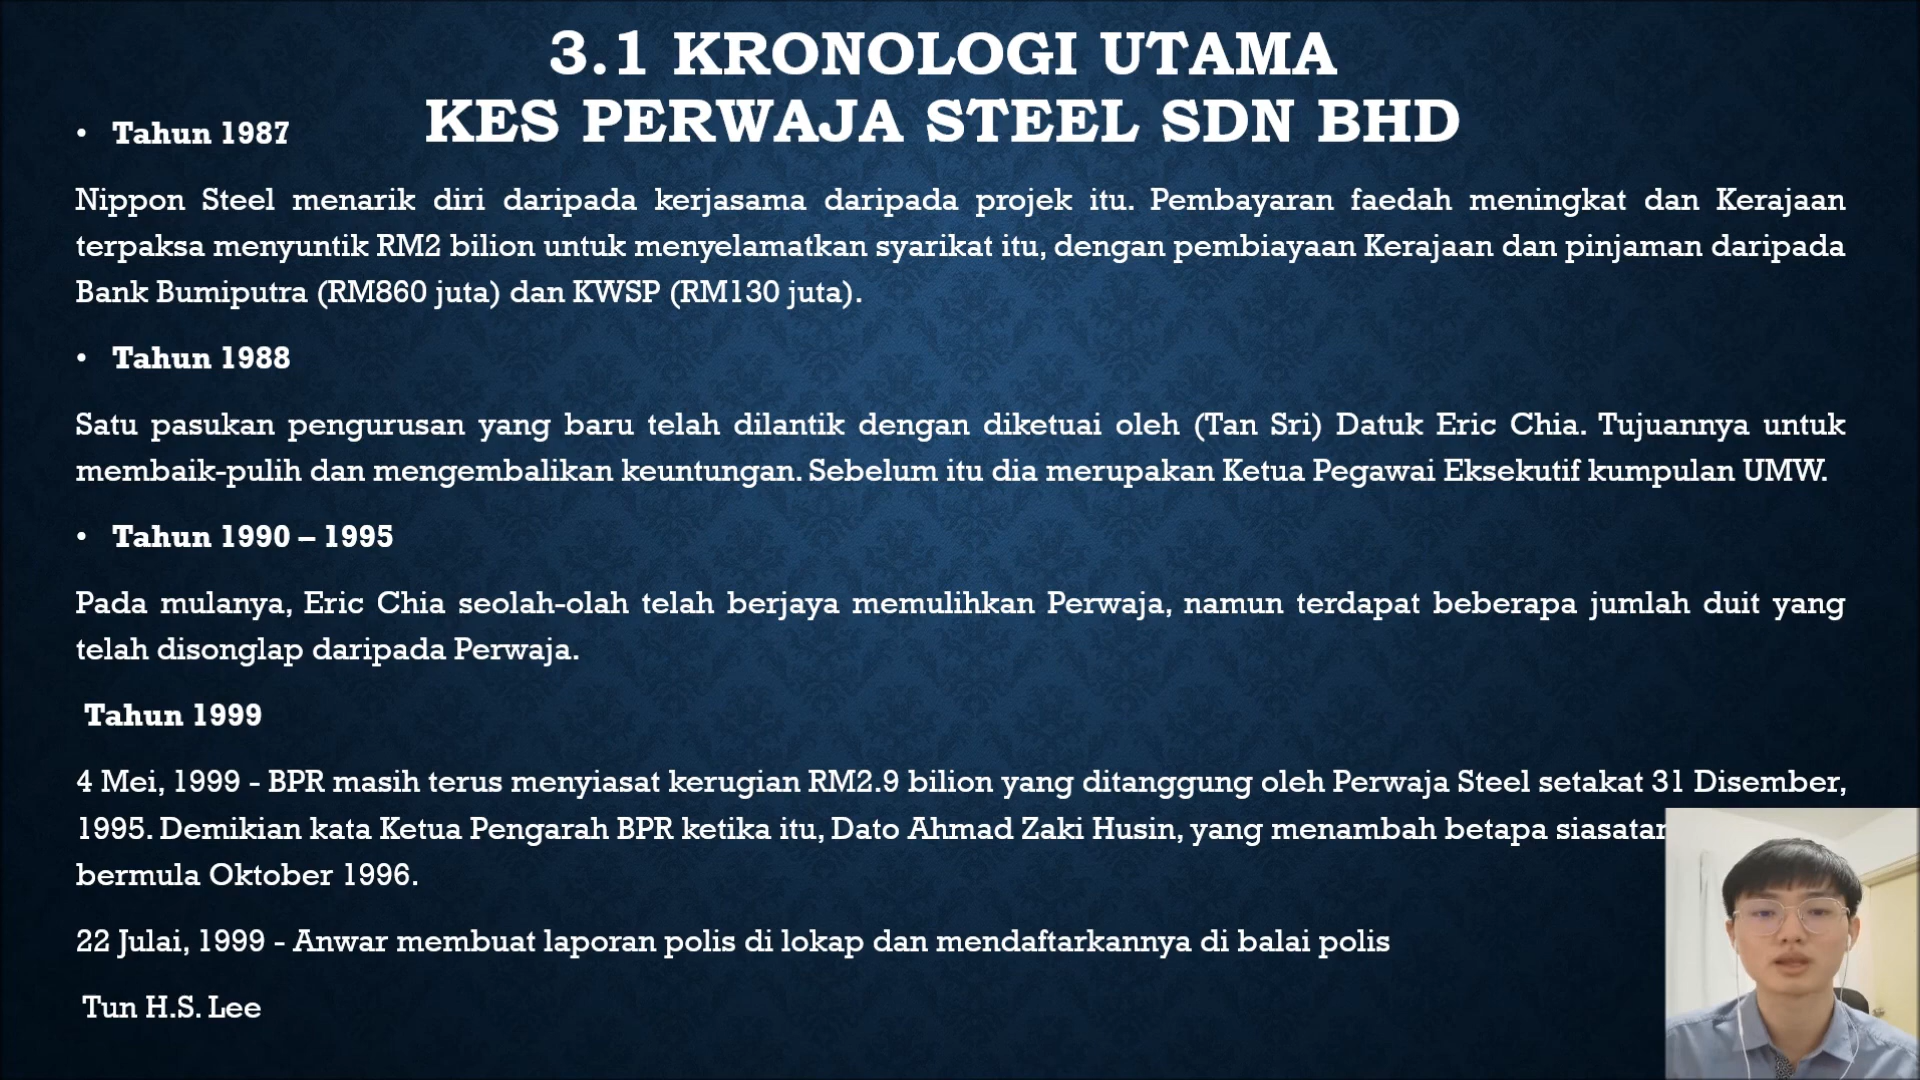 3.1 KRONOLOGI UTAMA
KES PERWAJA STEEL SDN BHD
• Tahun 1987
Nippon Steel menarik diri daripada kerjasama daripada projek itu. Pembayaran faedah meningkat dan Kerajaan
terpaksa menyuntik RM2 bilion untuk menyelamatkan syarikat itu, dengan pembiayaan Kerajaan dan pinjaman daripada
Bank Bumiputra (RM860 juta) dan KWSP (RM130 juta).
• Tahun 1988
Satu pasukan pengurusan yang baru telah dilantik dengan diketuai oleh (Tan Sri) Datuk Eric Chia. Tujuannya untuk
membaik-pulih dan mengembalikan keuntungan. Sebelum itu dia merupakan Ketua Pegawai Eksekutif kumpulan UMW.
• Tahun 1990 – 1995
Pada mulanya, Eric Chia seolah-olah telah berjaya memulihkan Perwaja, namun terdapat beberapa jumlah duit yang
telah disonglap daripada Perwaja.
Tahun 1999
4 Mei, 1999 - BPR masih terus menyiasat kerugian RM2.9 bilion yang ditanggung oleh Perwaja Steel setakat 31 Disember,
1995. Demikian kata Ketua Pengarah BPR ketika itu, Dato Ahmad Zaki Husin, yang menambah betapa
bermula Oktober 1996.
22 Julai, 1999 - Anwar membuat laporan polis di lokap dan mendaftarkannya di balai polis
Tun H.S. Lee